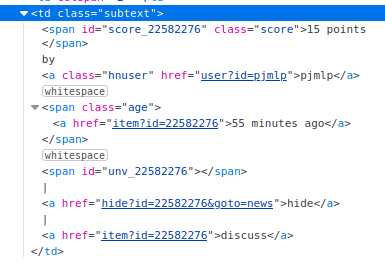 <td class="subtext">
<span id="score_22582276" class="score">15 points
</span>
by
<a class="hnuser" href="user?id=pjmlp">pjmlp</a>
whitespace
<span class="age">
<a href="item?id=22582276">55 minutes ago</a>
</span>
whitespace
<span id="unv_22582276"></span>
|
<a href="hide?id=22582276&goto=news">hide</a>
|
<a href="item?id=22582276">discuss</a>
</td>